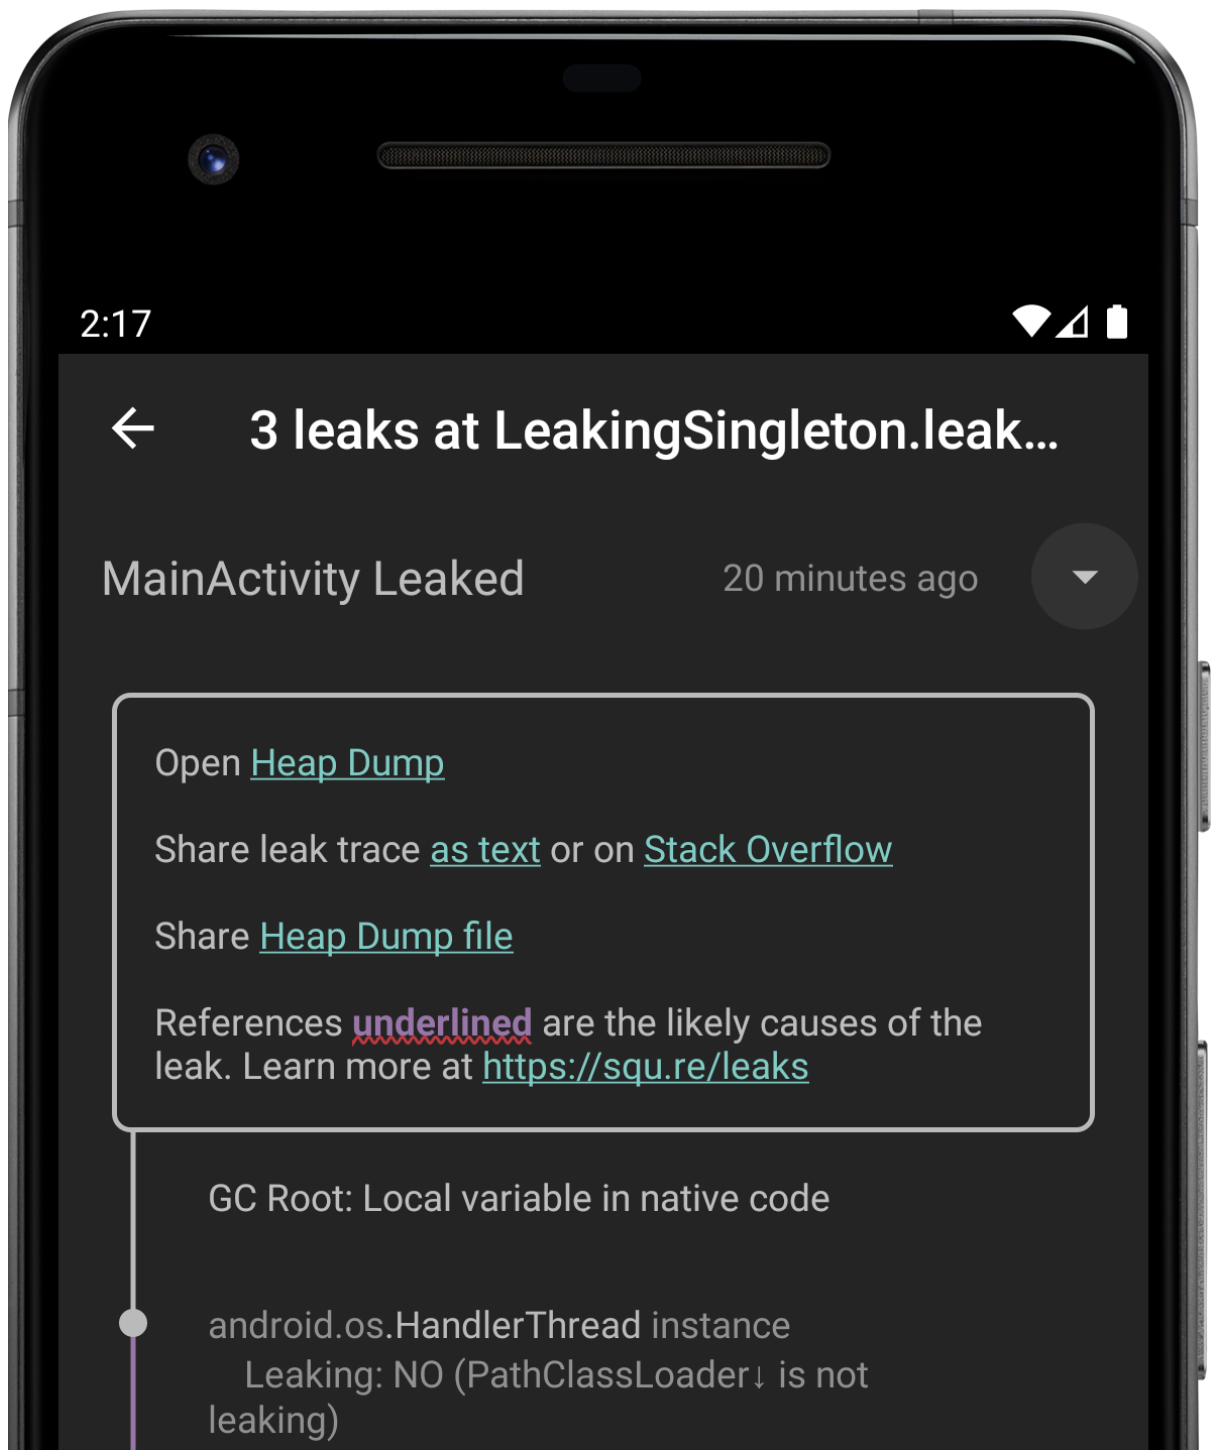 2:17
3 leaks at LeakingSingleton.leak…
MainActivity Leaked 20 minutes ago
Open Heap Dump
Share leak trace as text or on Stack Overflow
Share Heap Dump file
References underlined are the likely causes of the
leak. Learn more at https://squ.re/leaks
GC Root: Local variable in native code
android.os.HandlerThread instance
Leaking: NO (PathClassLoader↓ is not
leaking)